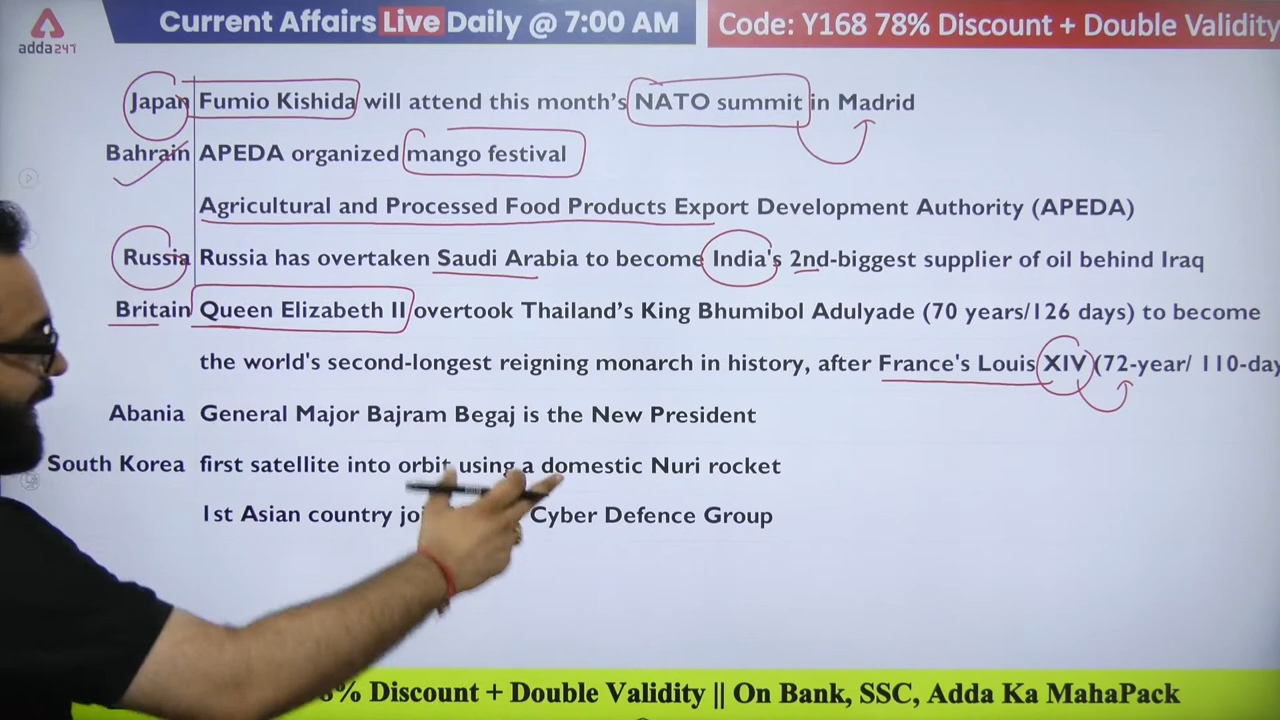 adda247
Current Affairs Live Daily @ 7:00 AM
Code: Y168 78% Discount + Double Validity
Japan Fumio Kishida will attend this month's NATO summit in Madrid
Bahrain APEDA organized mango festival
Agricultural and Processed Food Products Export Development Authority (APEDA)
Russia Russia has overtaken Saudi Arabia to become India's 2nd-biggest supplier of oil behind Iraq
Britain Queen Elizabeth II overtook Thailand's King Bhumibol Adulyade (70 years/126 days) to become
the world's second-longest reigning monarch in history, after France's Louis XIV (72-year/ 110-day
Abania General Major Bajram Begaj is the New President
South Korea first satellite into orbit using a domestic Nuri rocket
1st Asian country Cyber Defence Group
% Discount + Double Validity || On Bank, SSC, Adda Ka MahaPack